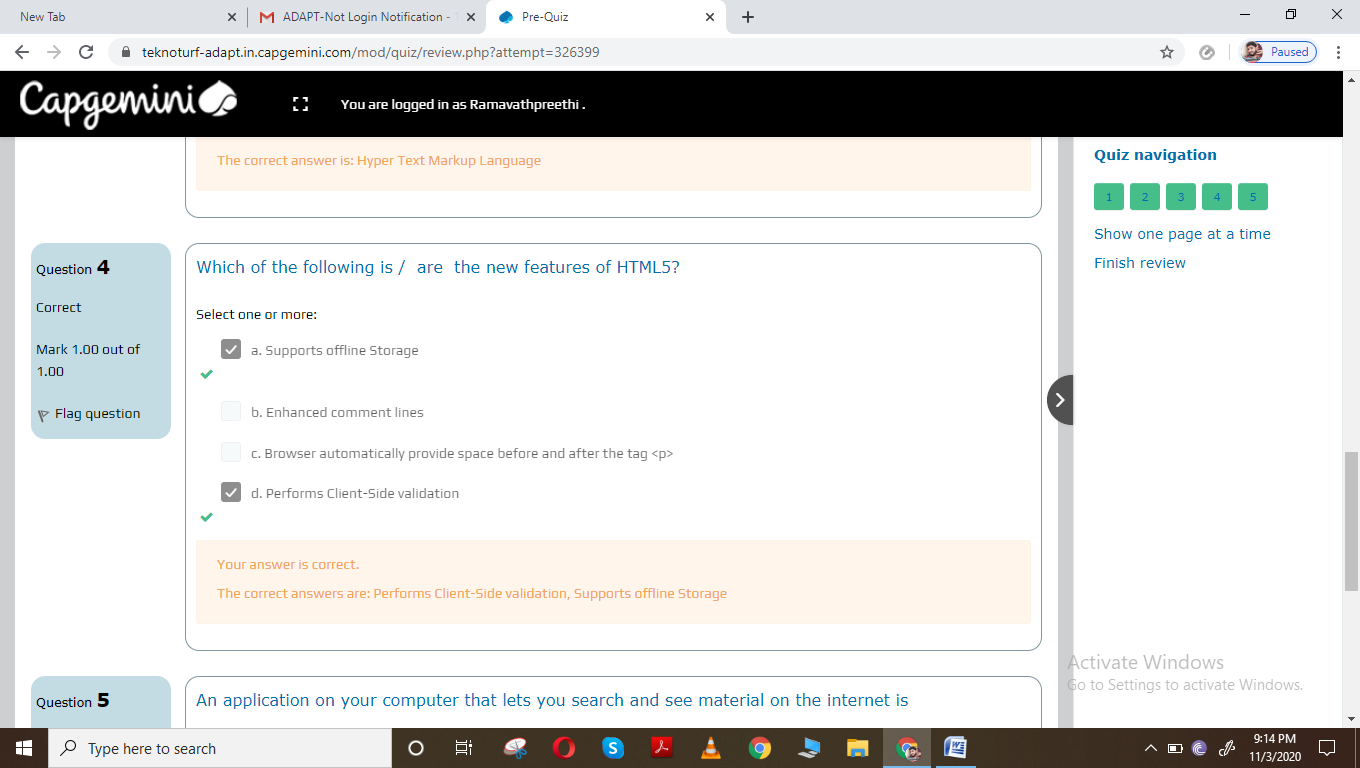 New Tab
ADAPT-Not Login Notification -
Pre-Quiz
teknoturf-adapt.in.capgemini.com/mod/quiz/review.php?attempt=326399
Paused
Capgemini
You are logged in as Ramavathpreethi .
The correct answer is: Hyper Text Markup Language
Quiz navigation
1 2 3 4 5
Show one page at a time
Finish review
Question 4
Correct
Mark 1.00 out of
1.00
Flag question
Which of the following is / are the new features of HTML5?
Select one or more:
a. Supports offline Storage
b. Enhanced comment lines
c. Browser automatically provide space before and after the tag <p>
d. Performs Client-Side validation
Your answer is correct.
The correct answers are: Performs Client-Side validation, Supports offline Storage
Question 5
An application on your computer that lets you search and see material on the internet is
Activate Windows
Go to Settings to activate Windows.
Type here to search
9:14 PM
11/3/2020